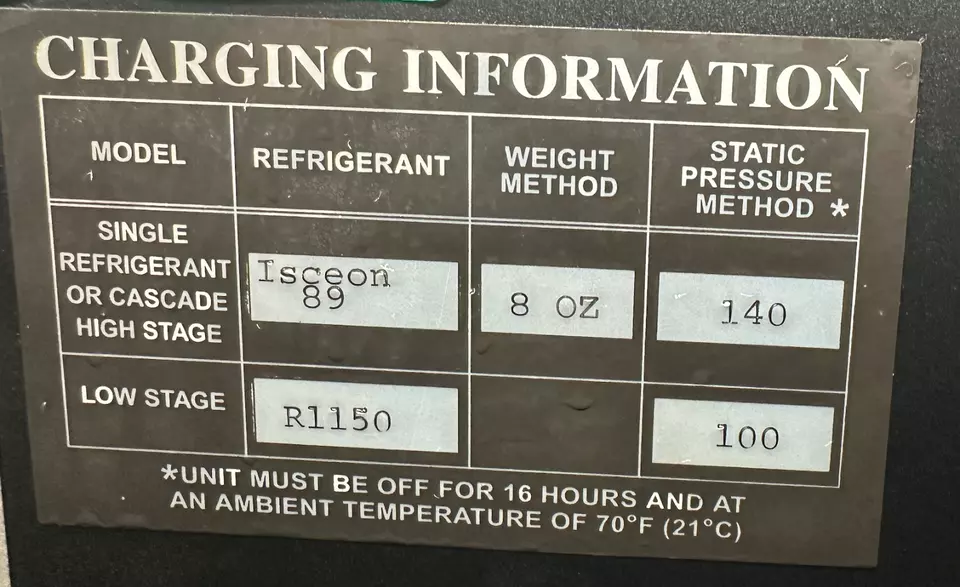 CHARGING INFORMATION
MODEL
REFRIGERANT
WEIGHT
METHOD
STATIC
PRESSURE
METHOD *
SINGLE
REFRIGERANT
OR CASCADE
HIGH STAGE
Isceon
89
8 OZ
140
LOW STAGE
R1150
100
*UNIT MUST BE OFF FOR 16 HOURS AND AT
AN AMBIENT TEMPERATURE OF 70°F (21°C)